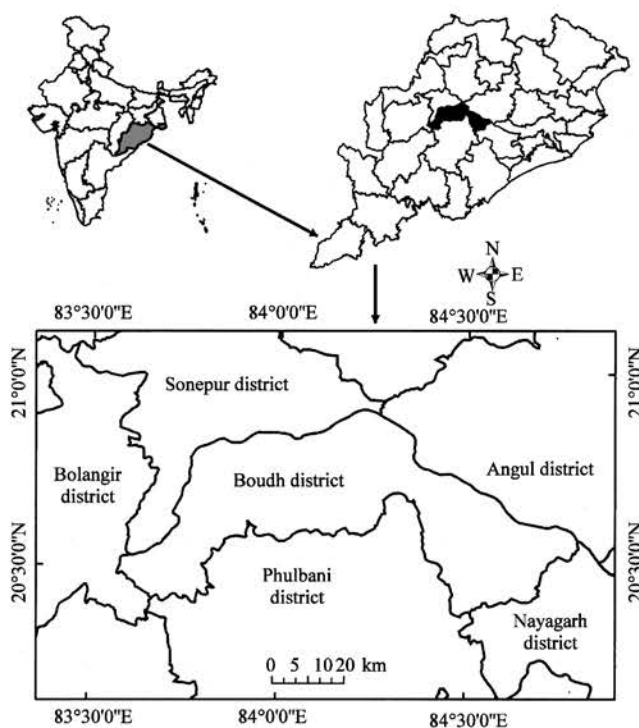 N
W E
S
83°30'0"E 84°0'0"E 84°30'0"E
21°0'0"N
21°0'0"N
Sonepur district
Bolangir
district
Boudh district
Angul district
20°30'0"N
20°30'0"N
Phulbani
district
Nayagarh
district
0 5 10 20 km
83°30'0"E 84°0'0"E 84°30'0"E